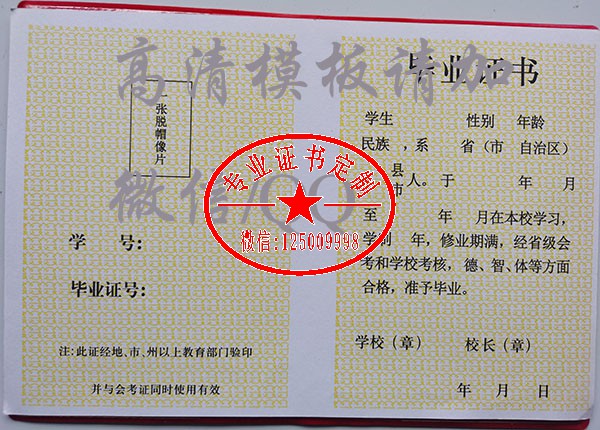 高清模板请加
微信/QQ
一张脱帽像片
学 号：
毕业证号：
注：此证经地、市、州以上教育部门验印
并与会考证同时使用有效
毕业证书
学生 性别 年龄
民族 ，系 省（市 自治区）
县
市 人。于 年 月
至 年 月在本校学习，
学制 年，修业期满，经省级会
考和学校考核，德、智、体等方面
合格，准予毕业。
学校（章） 校长（章）
年 月 日
专业证书定制
微信:125009998